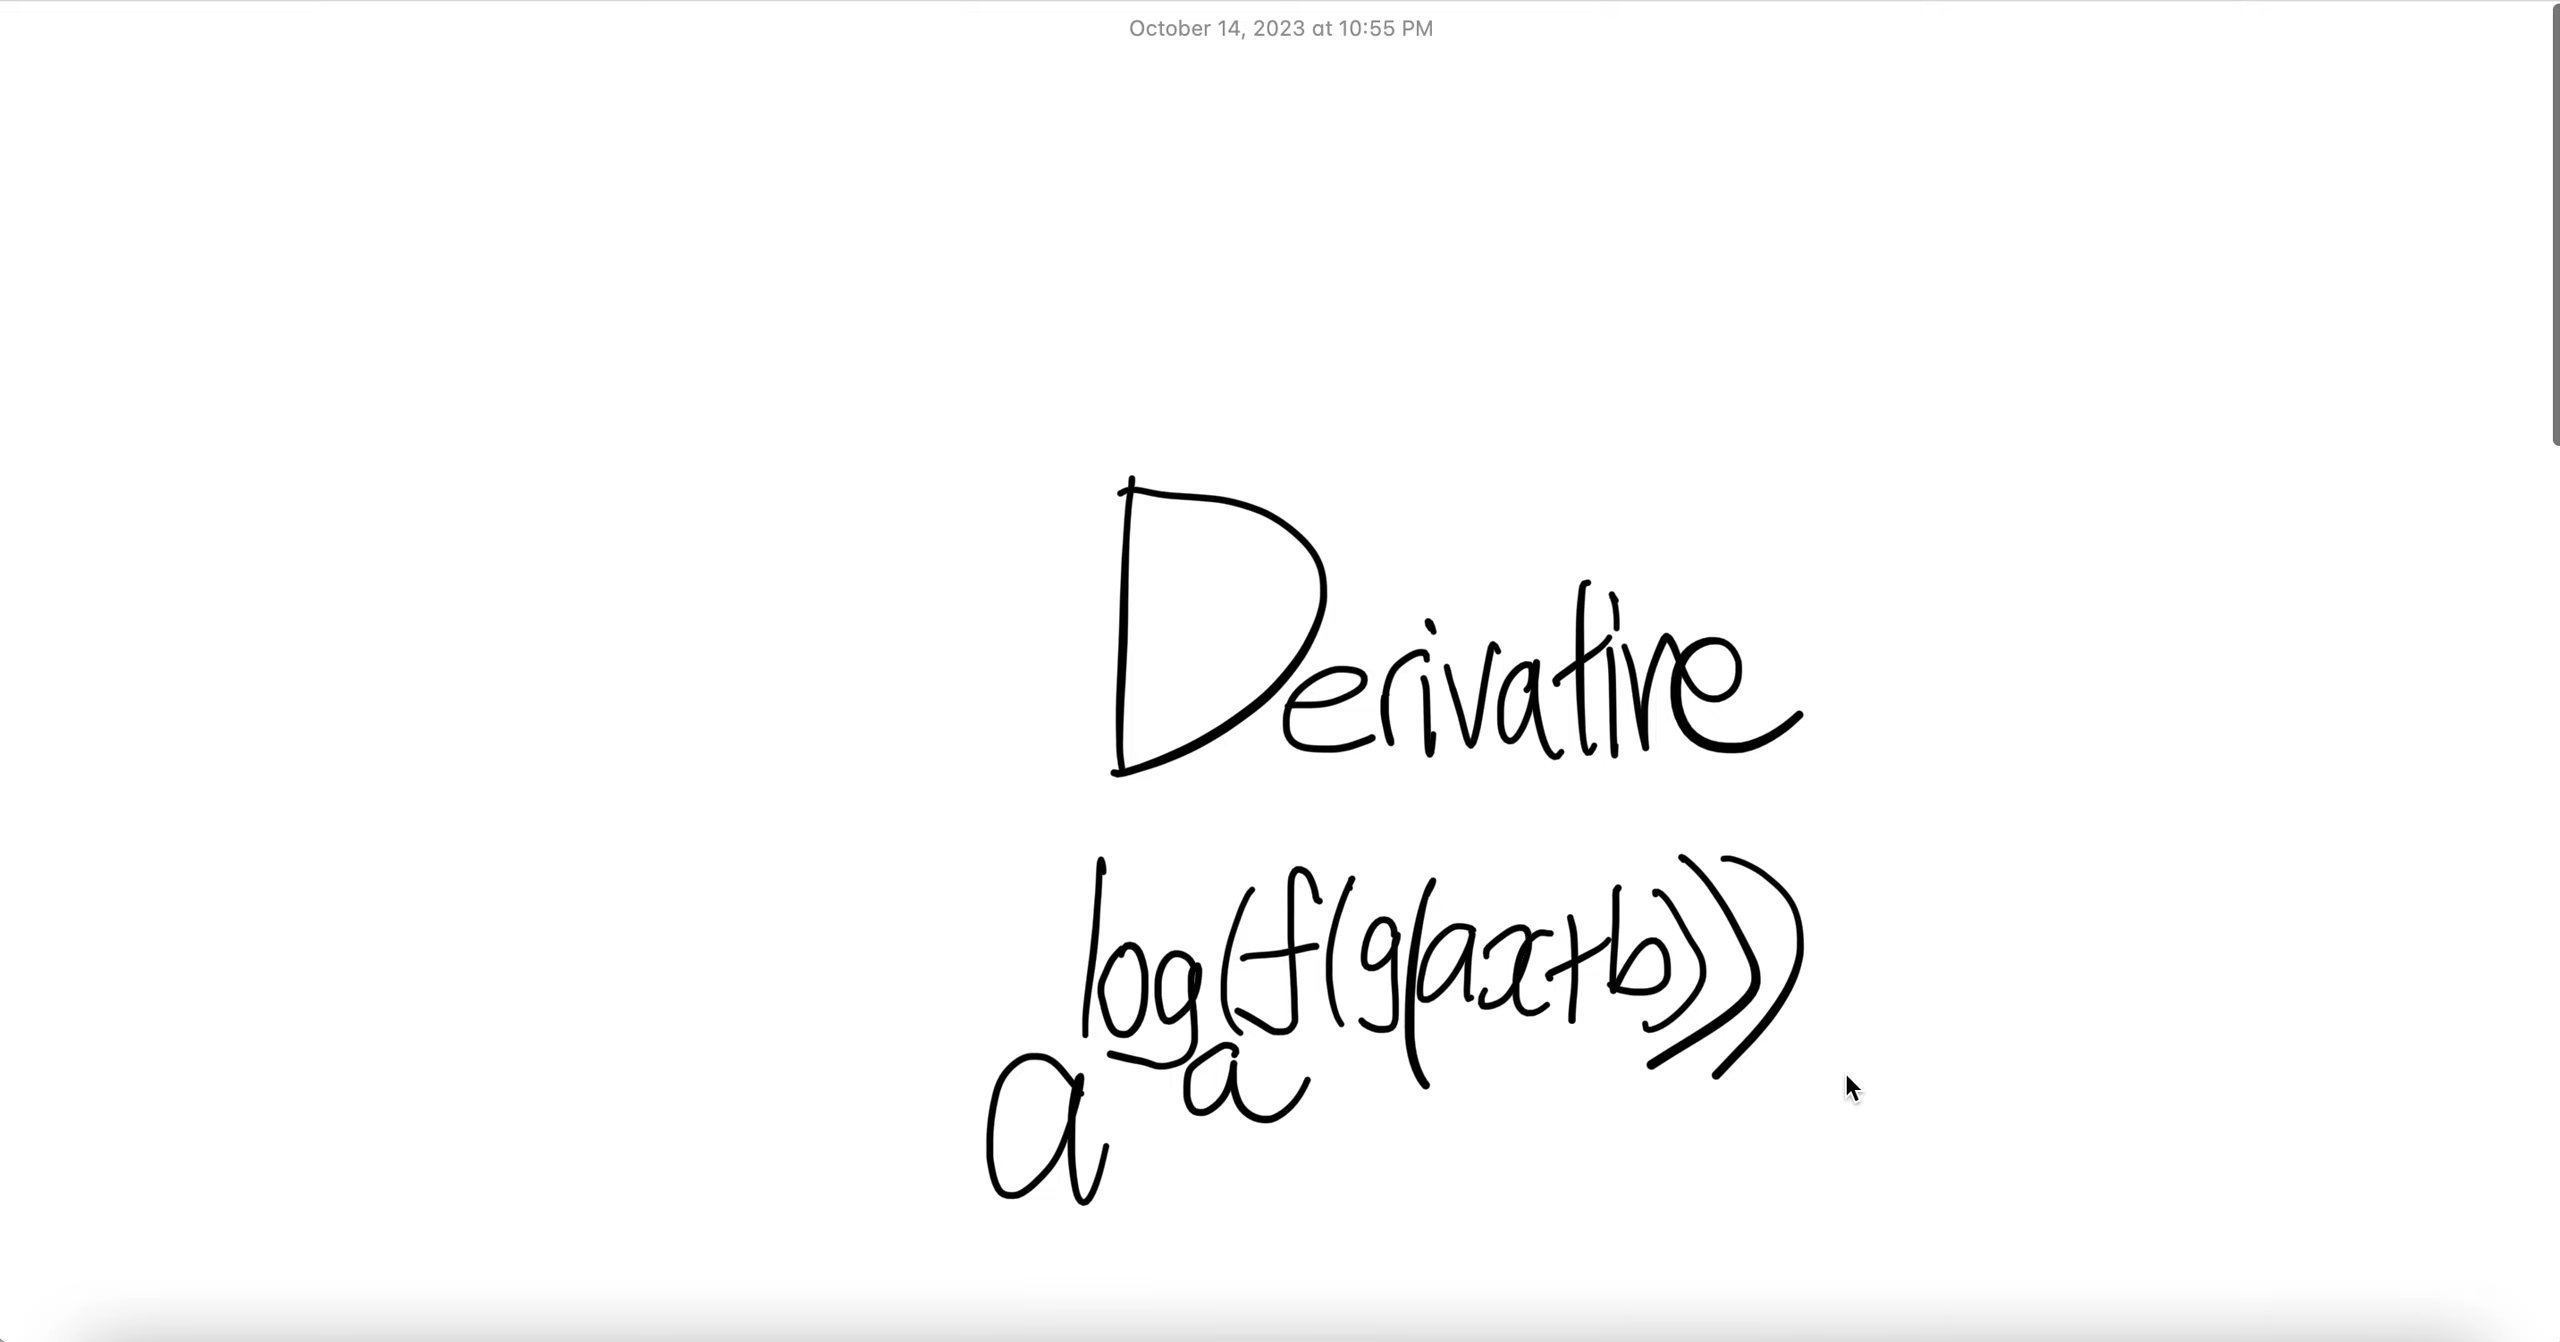 October 14, 2023 at 10:55 PM
Derivative
a^log_a(f(g(ax+b)))